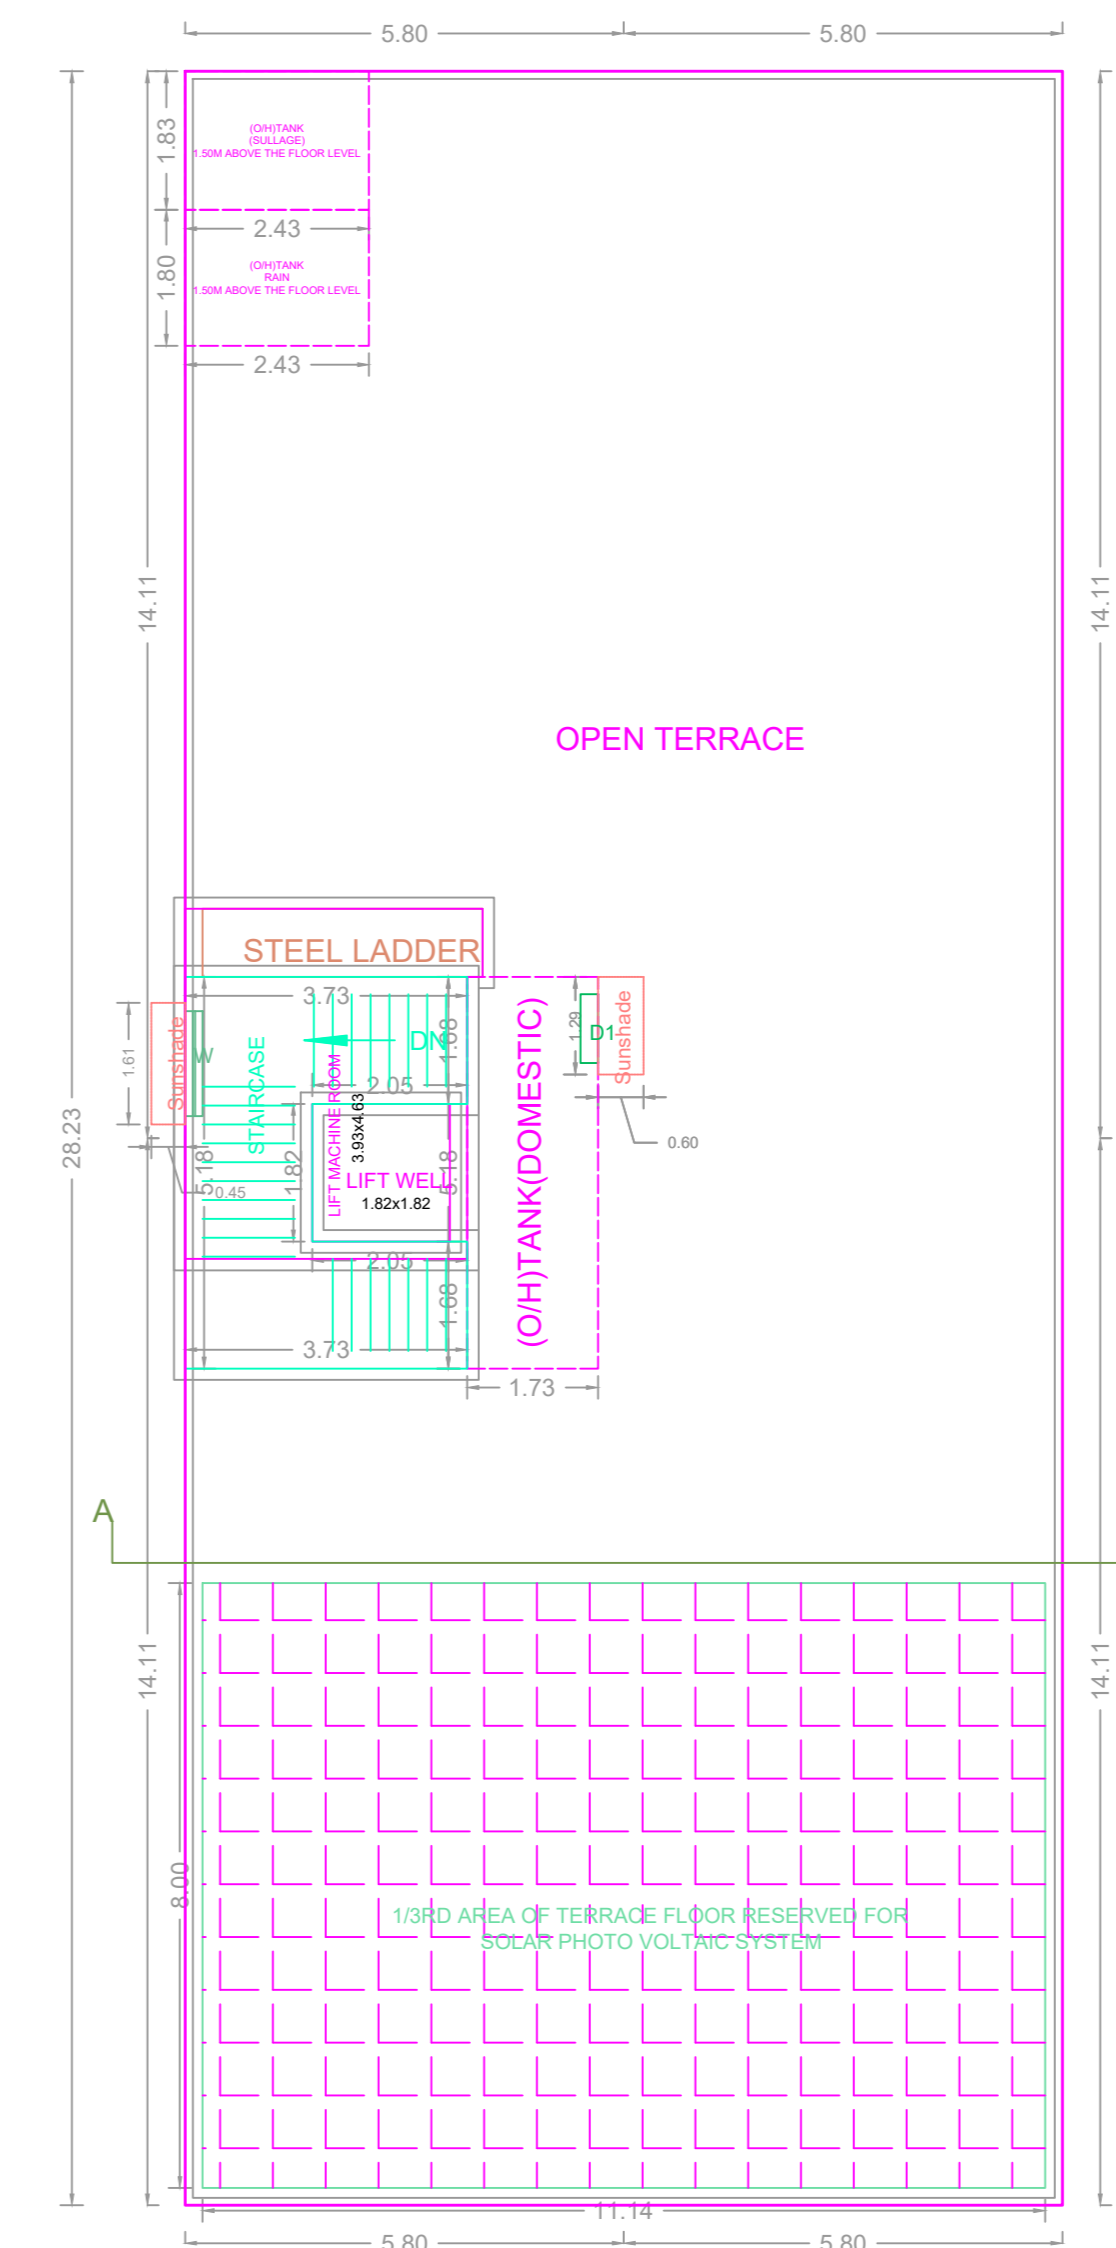 5.80
5.80
1.83
(O/H)TANK
(SULLAGE)
1.50M ABOVE THE FLOOR LEVEL
2.43
1.80
(O/H)TANK
RAIN
1.50M ABOVE THE FLOOR LEVEL
2.43
14.11
14.11
28.23
OPEN TERRACE
STEEL LADDER
3.73
1.68
DN
STAIRCASE
W
Sunshade
1.61
0.45
2.05
LIFT MACHINE ROOM
3.93x4.63
1.82
5.18
5.18
LIFT WELL
1.82x1.82
2.05
1.68
3.73
(O/H)TANK(DOMESTIC)
1.73
1.29
D1
Sunshade
0.60
A
14.11
14.11
8.00
1/3RD AREA OF TERRACE FLOOR RESERVED FOR
SOLAR PHOTO VOLTAIC SYSTEM
11.14
5.80
5.80